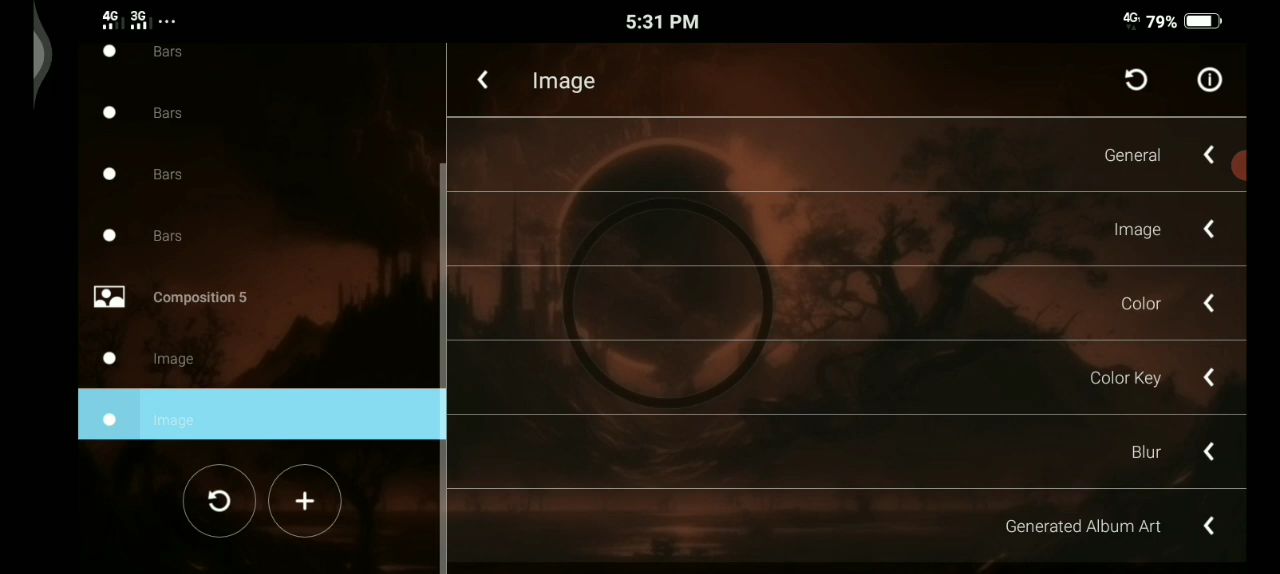 4G 3G ...
5:31 PM
4G 79%
Bars
Bars
Bars
Bars
Composition 5
Image
Image
Image
General
Image
Color
Color Key
Blur
Generated Album Art